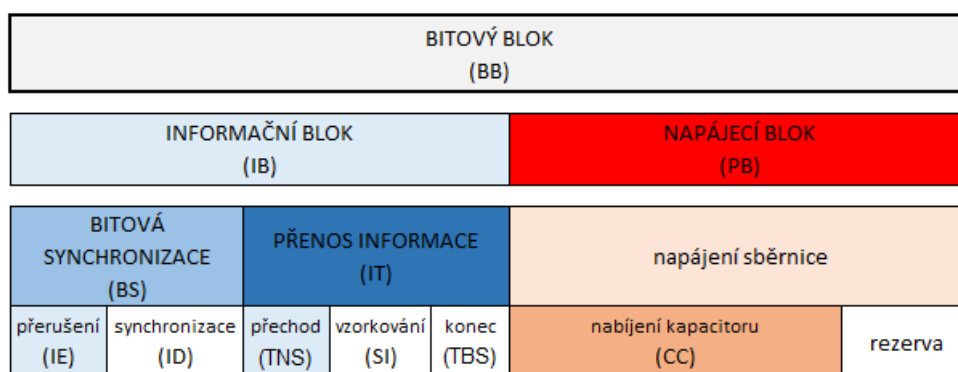 BITOVÝ BLOK
(BB)
INFORMAČNÍ BLOK
(IB)
NAPÁJECÍ BLOK
(PB)
BITOVÁ
SYNCHRONIZACE
(BS)
PŘENOS INFORMACE
(IT)
napájení sběrnice
přerušení
(IE)
synchronizace
(ID)
přechod
(TNS)
vzorkování
(SI)
konec
(TBS)
nabíjení kapacitoru
(CC)
rezerva